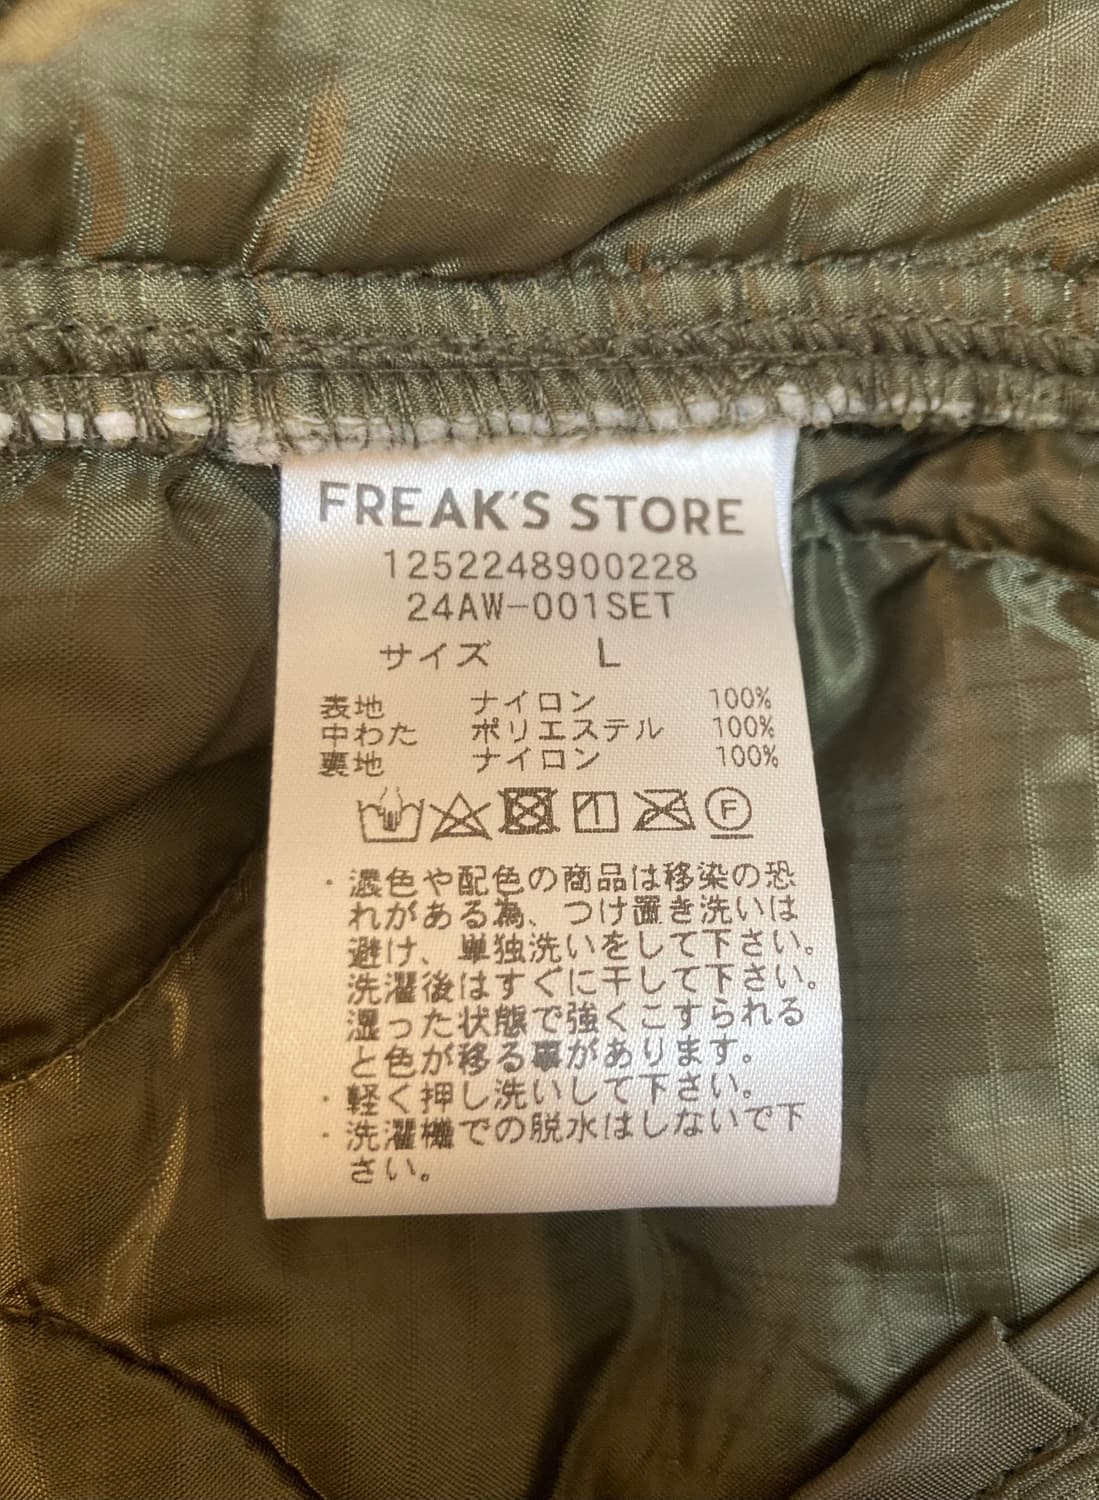 FREAK'S STORE
1252248900228
24AW-001SET
サイズ L
表地 ナイロン 100%
中わた ポリエステル 100%
裏地 ナイロン 100%
F
・濃色や配色の商品は移染の恐
れがある為、つけ置き洗いは
避け、単独洗いをして下さい。
洗濯後はすぐに干して下さい。
湿った状態で強くこすられる
と色が移る事があります。
・軽く押し洗いして下さい。
・洗濯機での脱水はしないで下
さい。